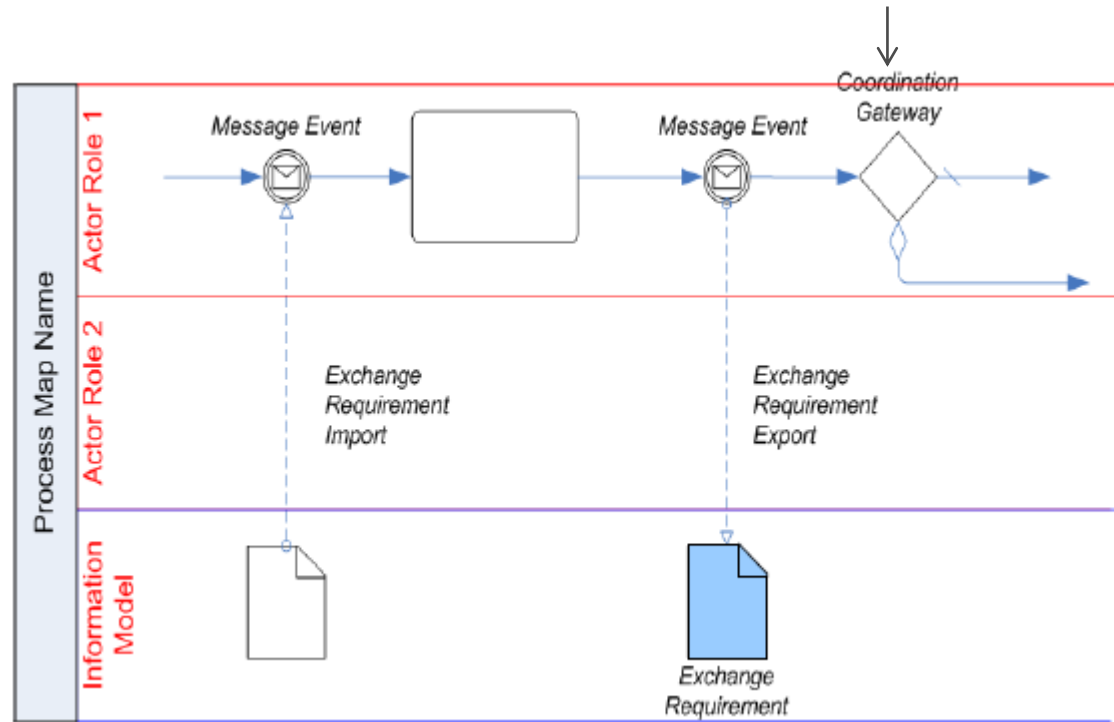 Coordination
Gateway
Message Event
Message Event
Process Map Name
Actor Role 1
Actor Role 2
Exchange
Requirement
Import
Exchange
Requirement
Export
Information
Model
Exchange
Requirement